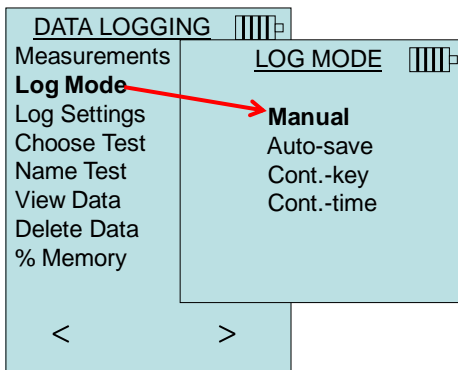 DATA LOGGING
Measurements
Log Mode
Log Settings
Choose Test
Name Test
View Data
Delete Data
% Memory
< >
LOG MODE
Manual
Auto-save
Cont.-key
Cont.-time